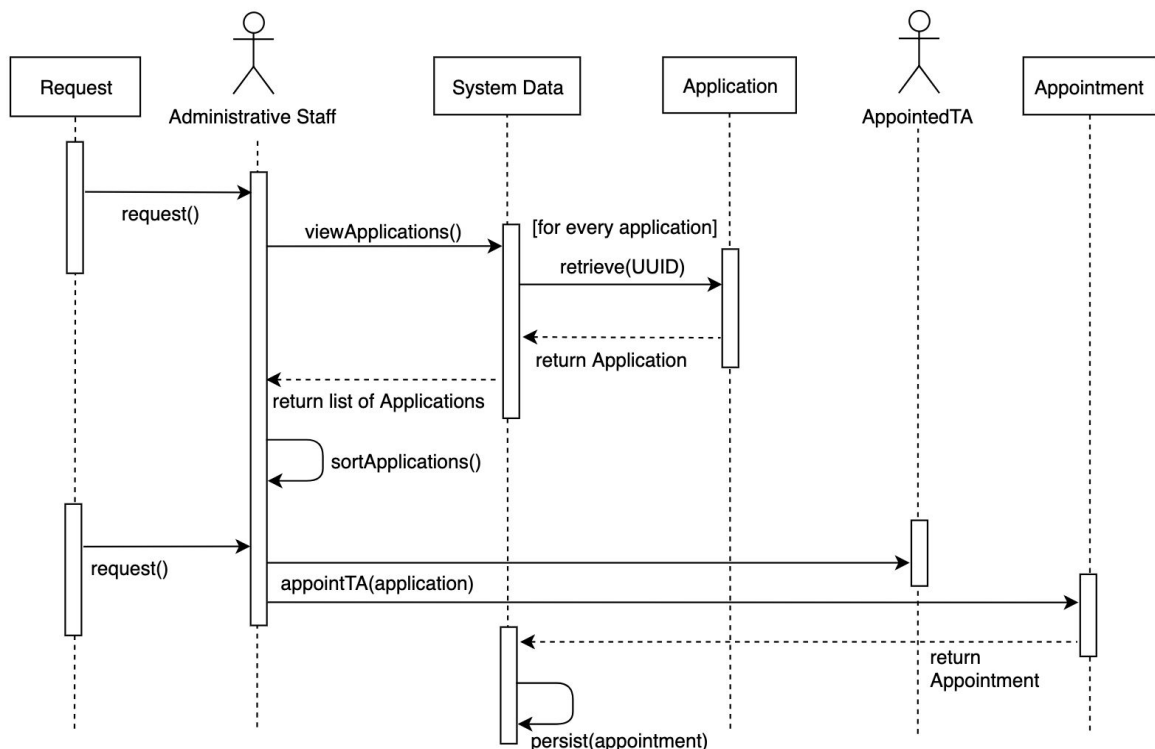 Request
Administrative Staff
System Data
Application
AppointedTA
Appointment
request()
viewApplications()
[for every application]
retrieve(UUID)
return Application
return list of Applications
sortApplications()
request()
appointTA(application)
return
Appointment
persist(appointment)